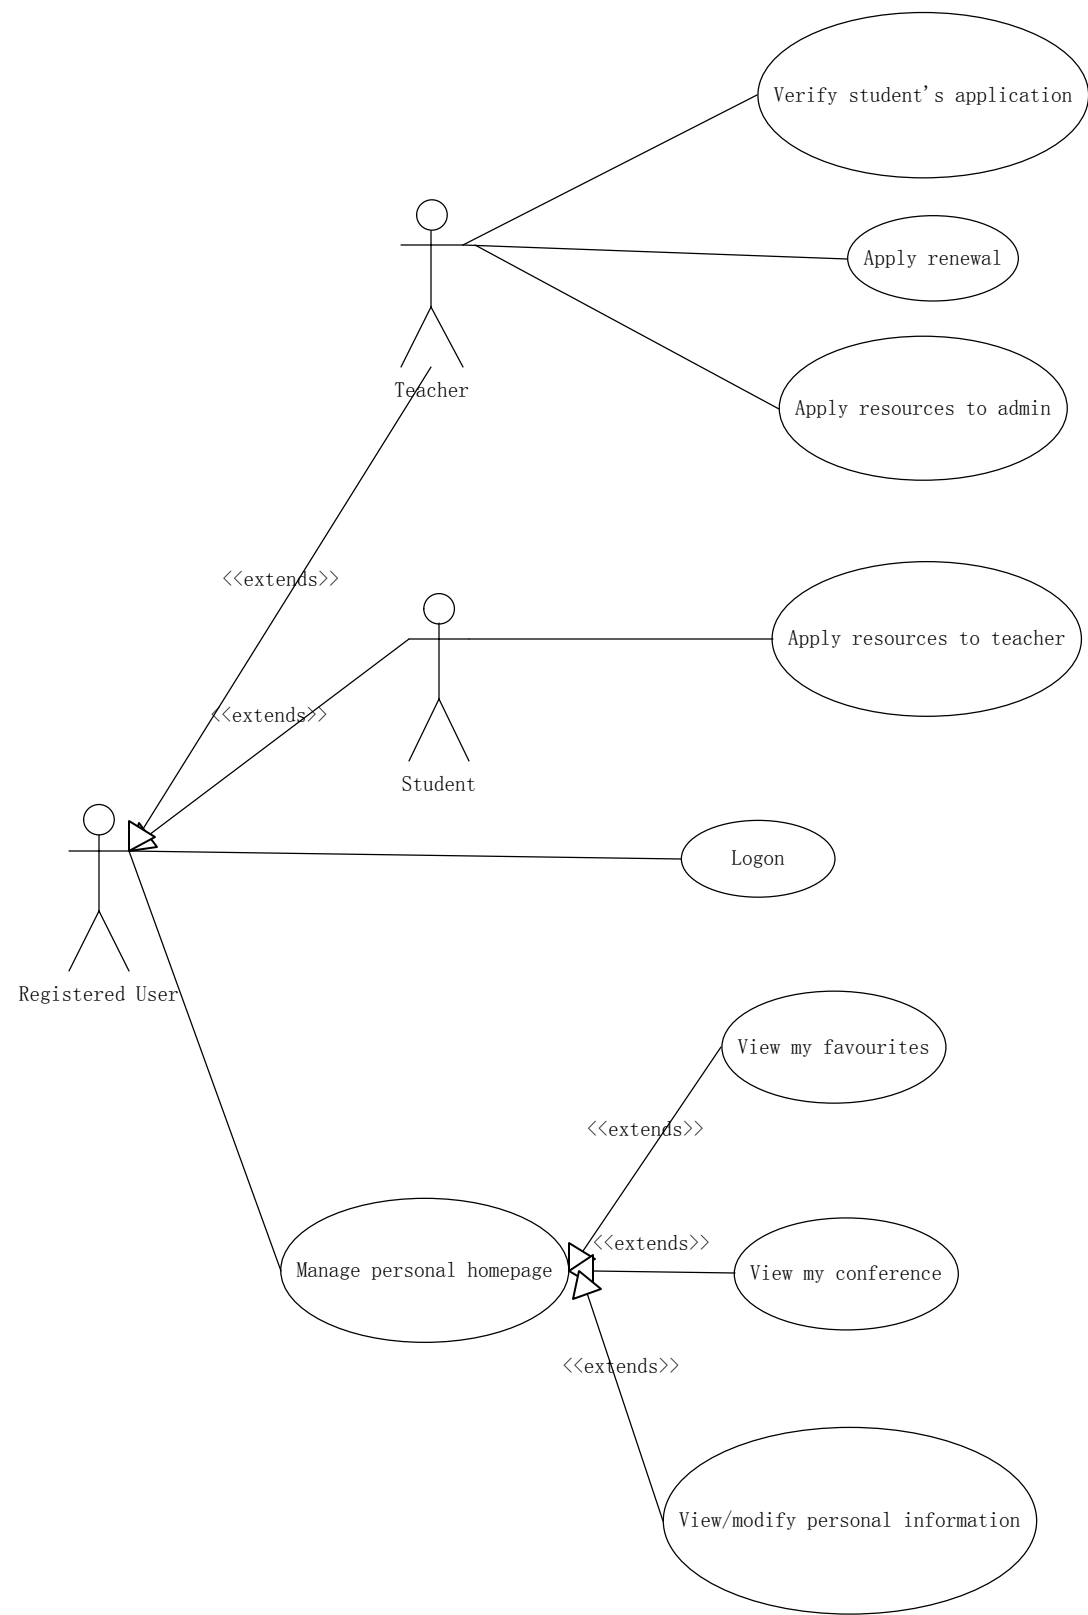 Verify student's application
Apply renewal
Teacher
Apply resources to admin
<<extends>>
Apply resources to teacher
<<extends>>
Student
Logon
Registered User
View my favourites
<<extends>>
<<extends>>
Manage personal homepage
View my conference
<<extends>>
View/modify personal information